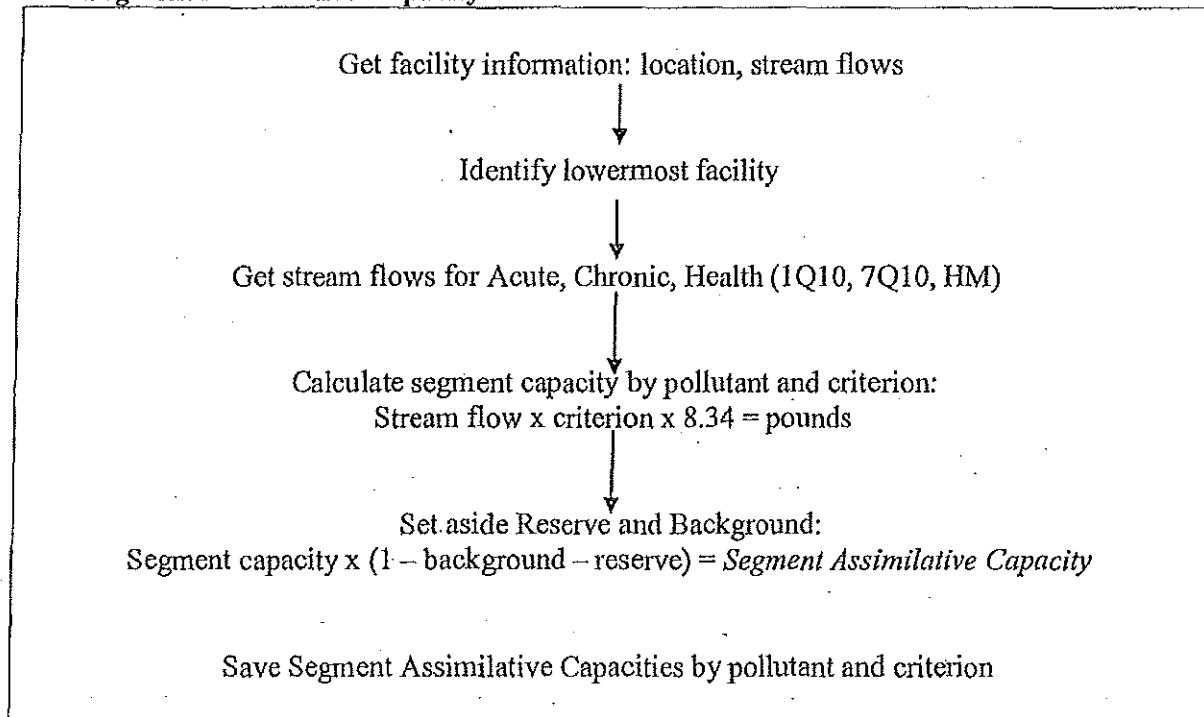 Get facility information: location, stream flows
Identify lowermost facility
Get stream flows for Acute, Chronic, Health (1Q10, 7Q10, HM)
Calculate segment capacity by pollutant and criterion:
Stream flow x criterion x 8.34 = pounds
Set aside Reserve and Background:
Segment capacity x (1 – background – reserve) = Segment Assimilative Capacity
Save Segment Assimilative Capacities by pollutant and criterion